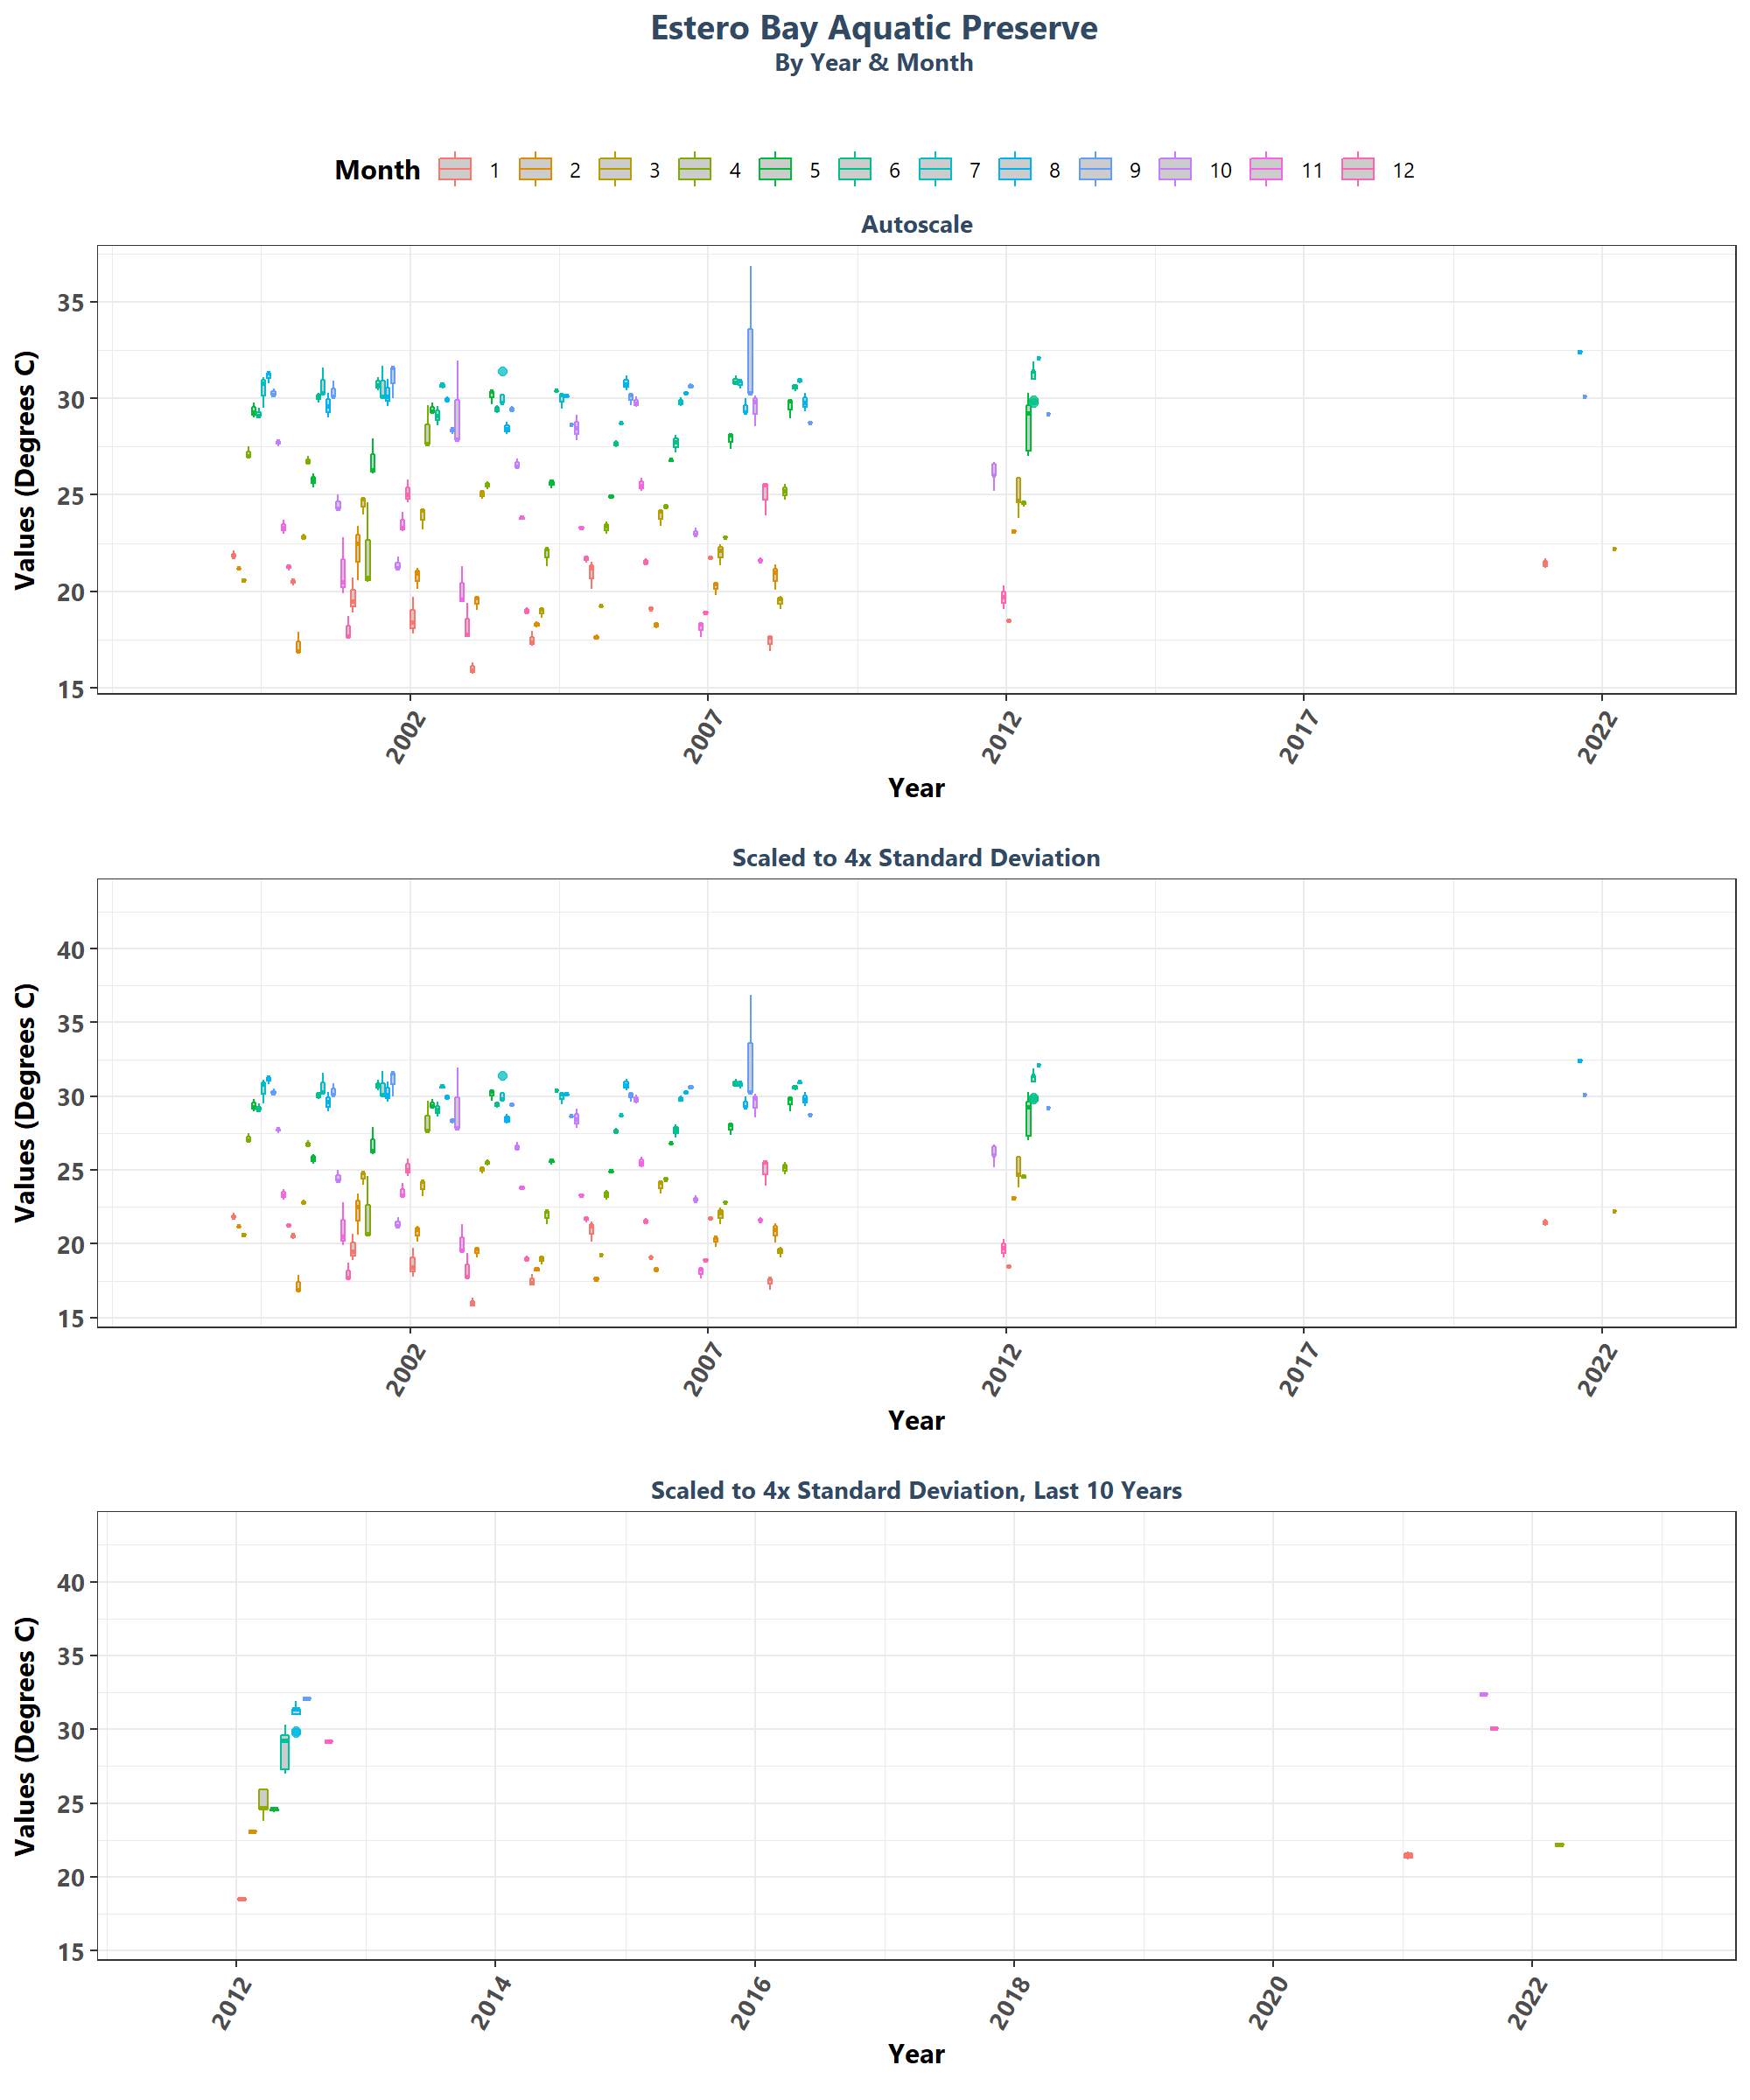 Estero Bay Aquatic Preserve
By Year & Month
Month 1 2 3 4 5 6 7 8 9 10 11 12
Autoscale
Values (Degrees C)
35
30
25
20
15
2002 2007 2012 2017 2022
Year
Scaled to 4x Standard Deviation
Values (Degrees C)
40
35
30
25
20
15
2002 2007 2012 2017 2022
Year
Scaled to 4x Standard Deviation, Last 10 Years
Values (Degrees C)
40
35
30
25
20
15
2012 2014 2016 2018 2020 2022
Year